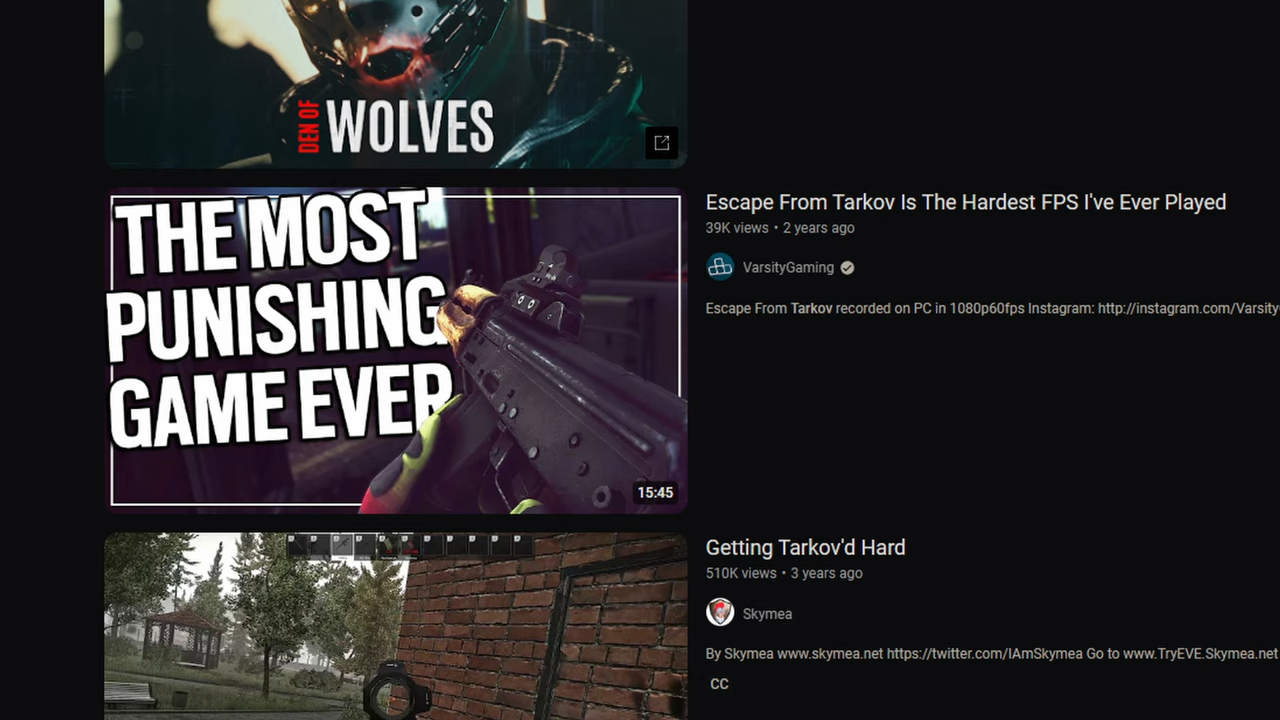 DEN OF WOLVES
THE MOST
PUNISHING
GAME EVER
15:45
Escape From Tarkov Is The Hardest FPS I've Ever Played
39K views • 2 years ago
VarsityGaming
Escape From Tarkov recorded on PC in 1080p60fps Instagram: http://instagram.com/Varsity
Getting Tarkov'd Hard
510K views • 3 years ago
Skymea
By Skymea www.skymea.net https://twitter.com/IAmSkymea Go to www.TryEVE.Skymea.net
CC